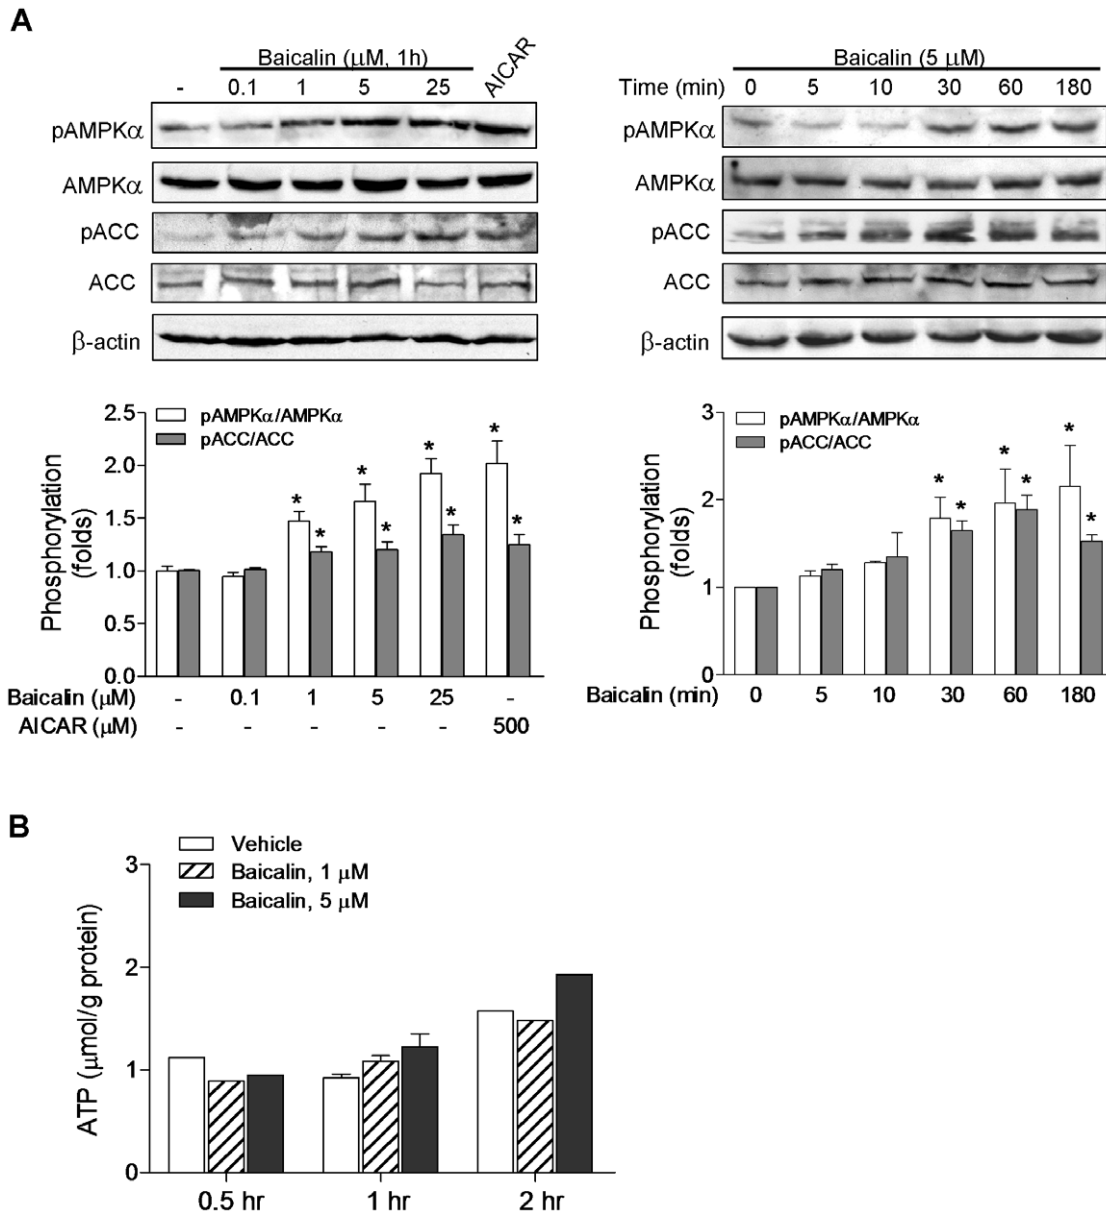 A
Baicalin (μM, 1h)
AICAR
- 0.1 1 5 25
pAMPKα
AMPKα
pACC
ACC
β-actin
Baicalin (5 μM)
Time (min) 0 5 10 30 60 180
pAMPKα
AMPKα
pACC
ACC
β-actin
Phosphorylation
(folds)
2.5
2.0
1.5
1.0
0.5
0.0
pAMPKα/AMPKα
pACC/ACC
* * * * * * * *
Baicalin (μM) - 0.1 1 5 25 -
AICAR (μM) - - - - - 500
Phosphorylation
(folds)
3
2
1
0
pAMPKα/AMPKα
pACC/ACC
* * * * * *
Baicalin (min) 0 5 10 30 60 180
B
ATP (μmol/g protein)
3
2
1
0
Vehicle
Baicalin, 1 μM
Baicalin, 5 μM
0.5 hr 1 hr 2 hr